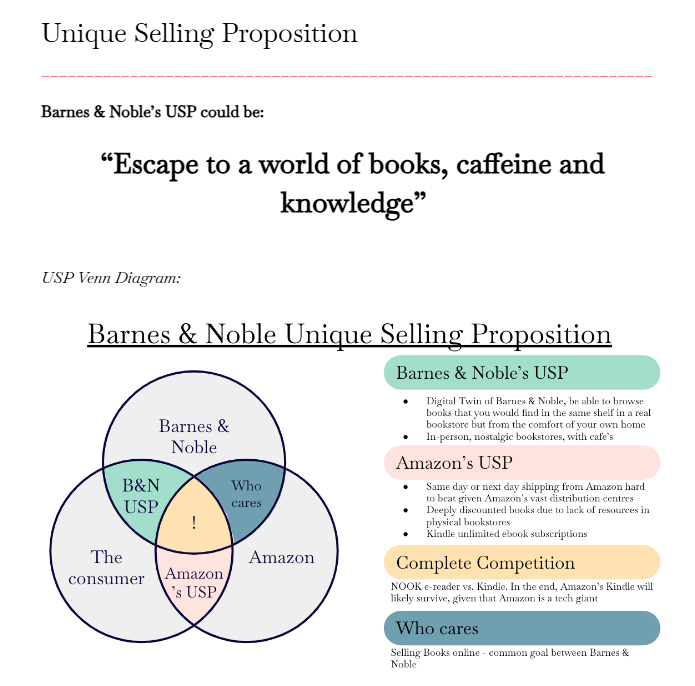 Unique Selling Proposition
Barnes & Noble’s USP could be:
“Escape to a world of books, caffeine and
knowledge”
USP Venn Diagram:
Barnes & Noble Unique Selling Proposition
Barnes &
Noble
B&N
USP
Who
cares
!
The
consumer
Amazon
Amazon
’s USP
Barnes & Noble’s USP
● Digital Twin of Barnes & Noble, be able to browse
books that you would find in the same shelf in a real
bookstore but from the comfort of your own home
● In-person, nostalgic bookstores, with cafe’s
Amazon’s USP
● Same day or next day shipping from Amazon hard
to beat given Amazon’s vast distribution centres
● Deeply discounted books due to lack of resources in
physical bookstores
● Kindle unlimited ebook subscriptions
Complete Competition
NOOK e-reader vs. Kindle. In the end, Amazon’s Kindle will
likely survive, given that Amazon is a tech giant
Who cares
Selling Books online - common goal between Barnes &
Noble